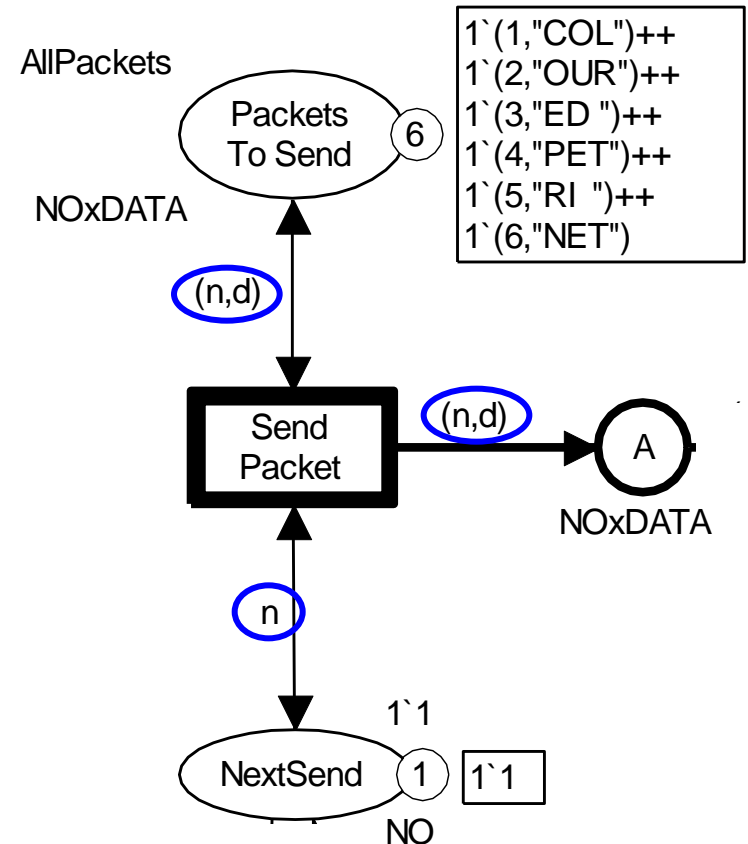 AllPackets
Packets
To Send
6
1`(1,"COL")++
1`(2,"OUR")++
1`(3,"ED ")++
1`(4,"PET")++
1`(5,"RI  ")++
1`(6,"NET")
NOxDATA
(n,d)
Send
Packet
(n,d)
A
NOxDATA
n
1`1
NextSend
1
1`1
NO